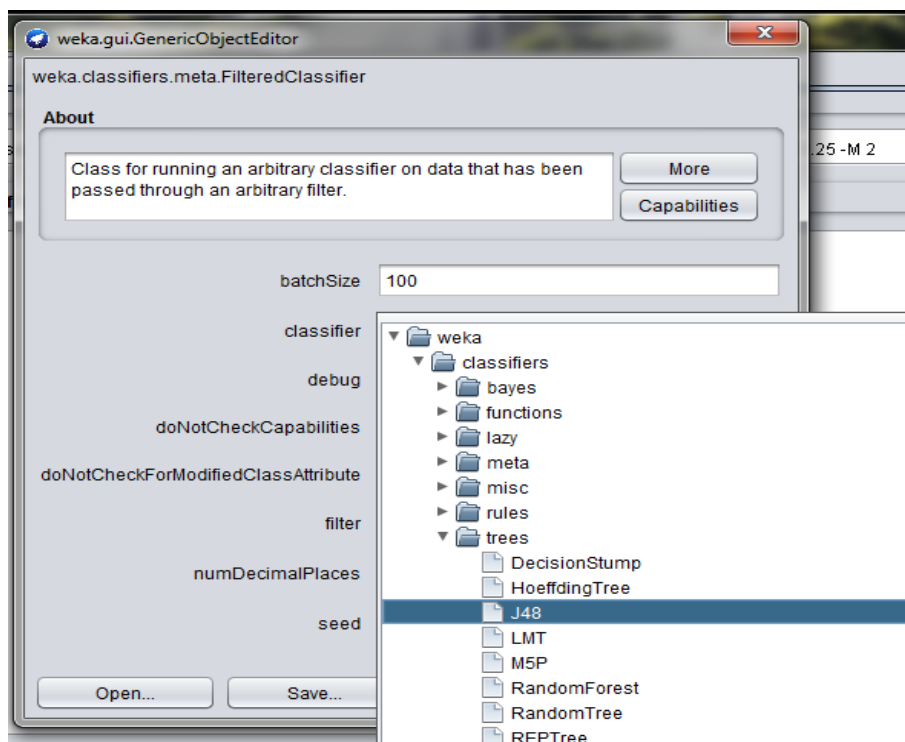 weka.gui.GenericObjectEditor
weka.classifiers.meta.FilteredClassifier
About
Class for running an arbitrary classifier on data that has been
passed through an arbitrary filter.
More
Capabilities
25 -M 2
batchSize
100
classifier
debug
doNotCheckCapabilities
doNotCheckForModifiedClassAttribute
filter
numDecimalPlaces
seed
Open...
Save...
weka
classifiers
bayes
functions
lazy
meta
misc
rules
trees
DecisionStump
HoeffdingTree
J48
LMT
M5P
RandomForest
RandomTree
REPTree